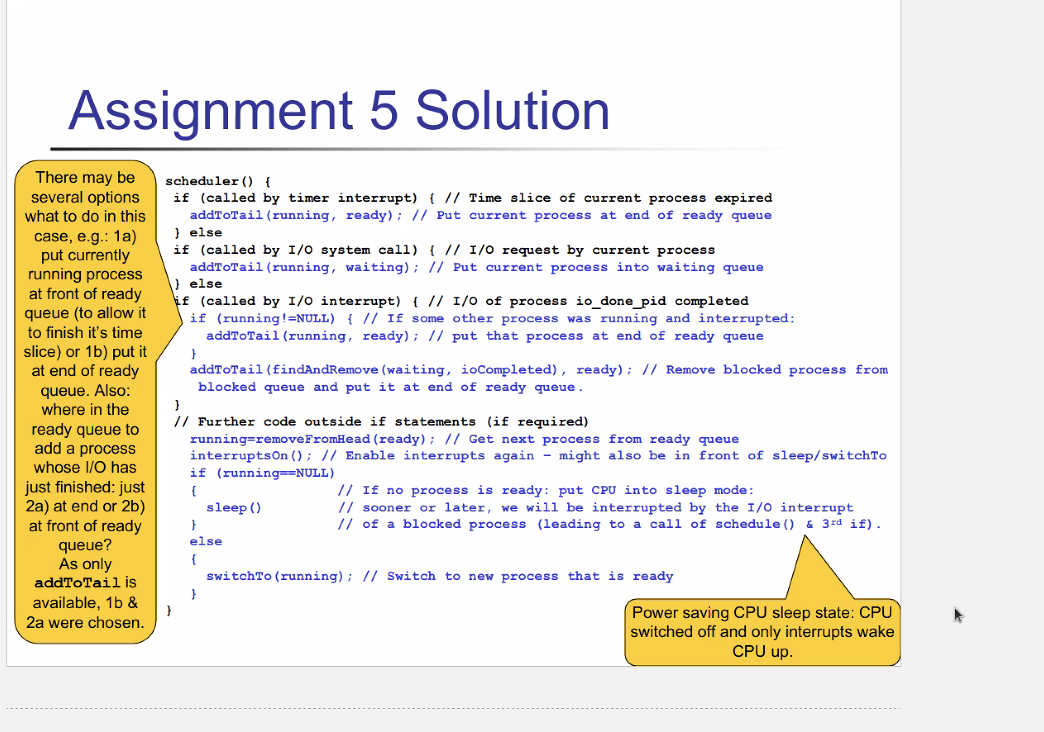 Assignment 5 Solution
There may be
several options
what to do in this
case, e.g.: 1a)
put currently
running process
at front of ready
queue (to allow it
to finish it's time
slice) or 1b) put it
at end of ready
queue. Also:
where in the
ready queue to
add a process
whose I/O has
just finished: just
2a) at end or 2b)
at front of ready
queue?
As only
addToTail is
available, 1b &
2a were chosen.
scheduler() {
if (called by timer interrupt) { // Time slice of current process expired
addToTail(running, ready); // Put current process at end of ready queue
} else
if (called by I/O system call) { // I/O request by current process
addToTail(running, waiting); // Put current process into waiting queue
} else
if (called by I/O interrupt) { // I/O of process io_done_pid completed
if (running!=NULL) { // If some other process was running and interrupted:
addToTail(running, ready); // put that process at end of ready queue
}
addToTail(findAndRemove(waiting, ioCompleted), ready); // Remove blocked process from
blocked queue and put it at end of ready queue.
}
// Further code outside if statements (if required)
running=removeFromHead(ready); // Get next process from ready queue
interruptsOn(); // Enable interrupts again – might also be in front of sleep/switchTo
if (running==NULL)
{ // If no process is ready: put CPU into sleep mode:
sleep() // sooner or later, we will be interrupted by the I/O interrupt
} // of a blocked process (leading to a call of schedule() & 3rd if).
else
{
switchTo(running); // Switch to new process that is ready
}
}
Power saving CPU sleep state: CPU
switched off and only interrupts wake
CPU up.